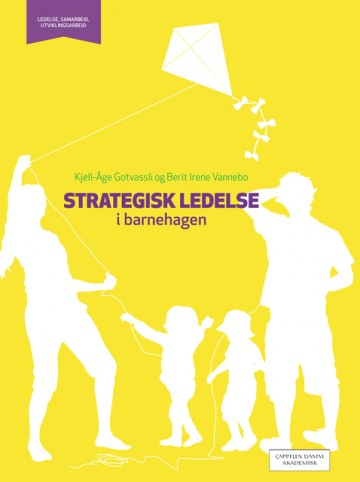 LEDELSE, SAMARBEID,
UTVIKLINGSARBEID
Kjell-Åge Gotvassli og Berit Irene Vannebo
STRATEGISK LEDELSE
i barnehagen
CAPPELEN DAMM
AKADEMISK